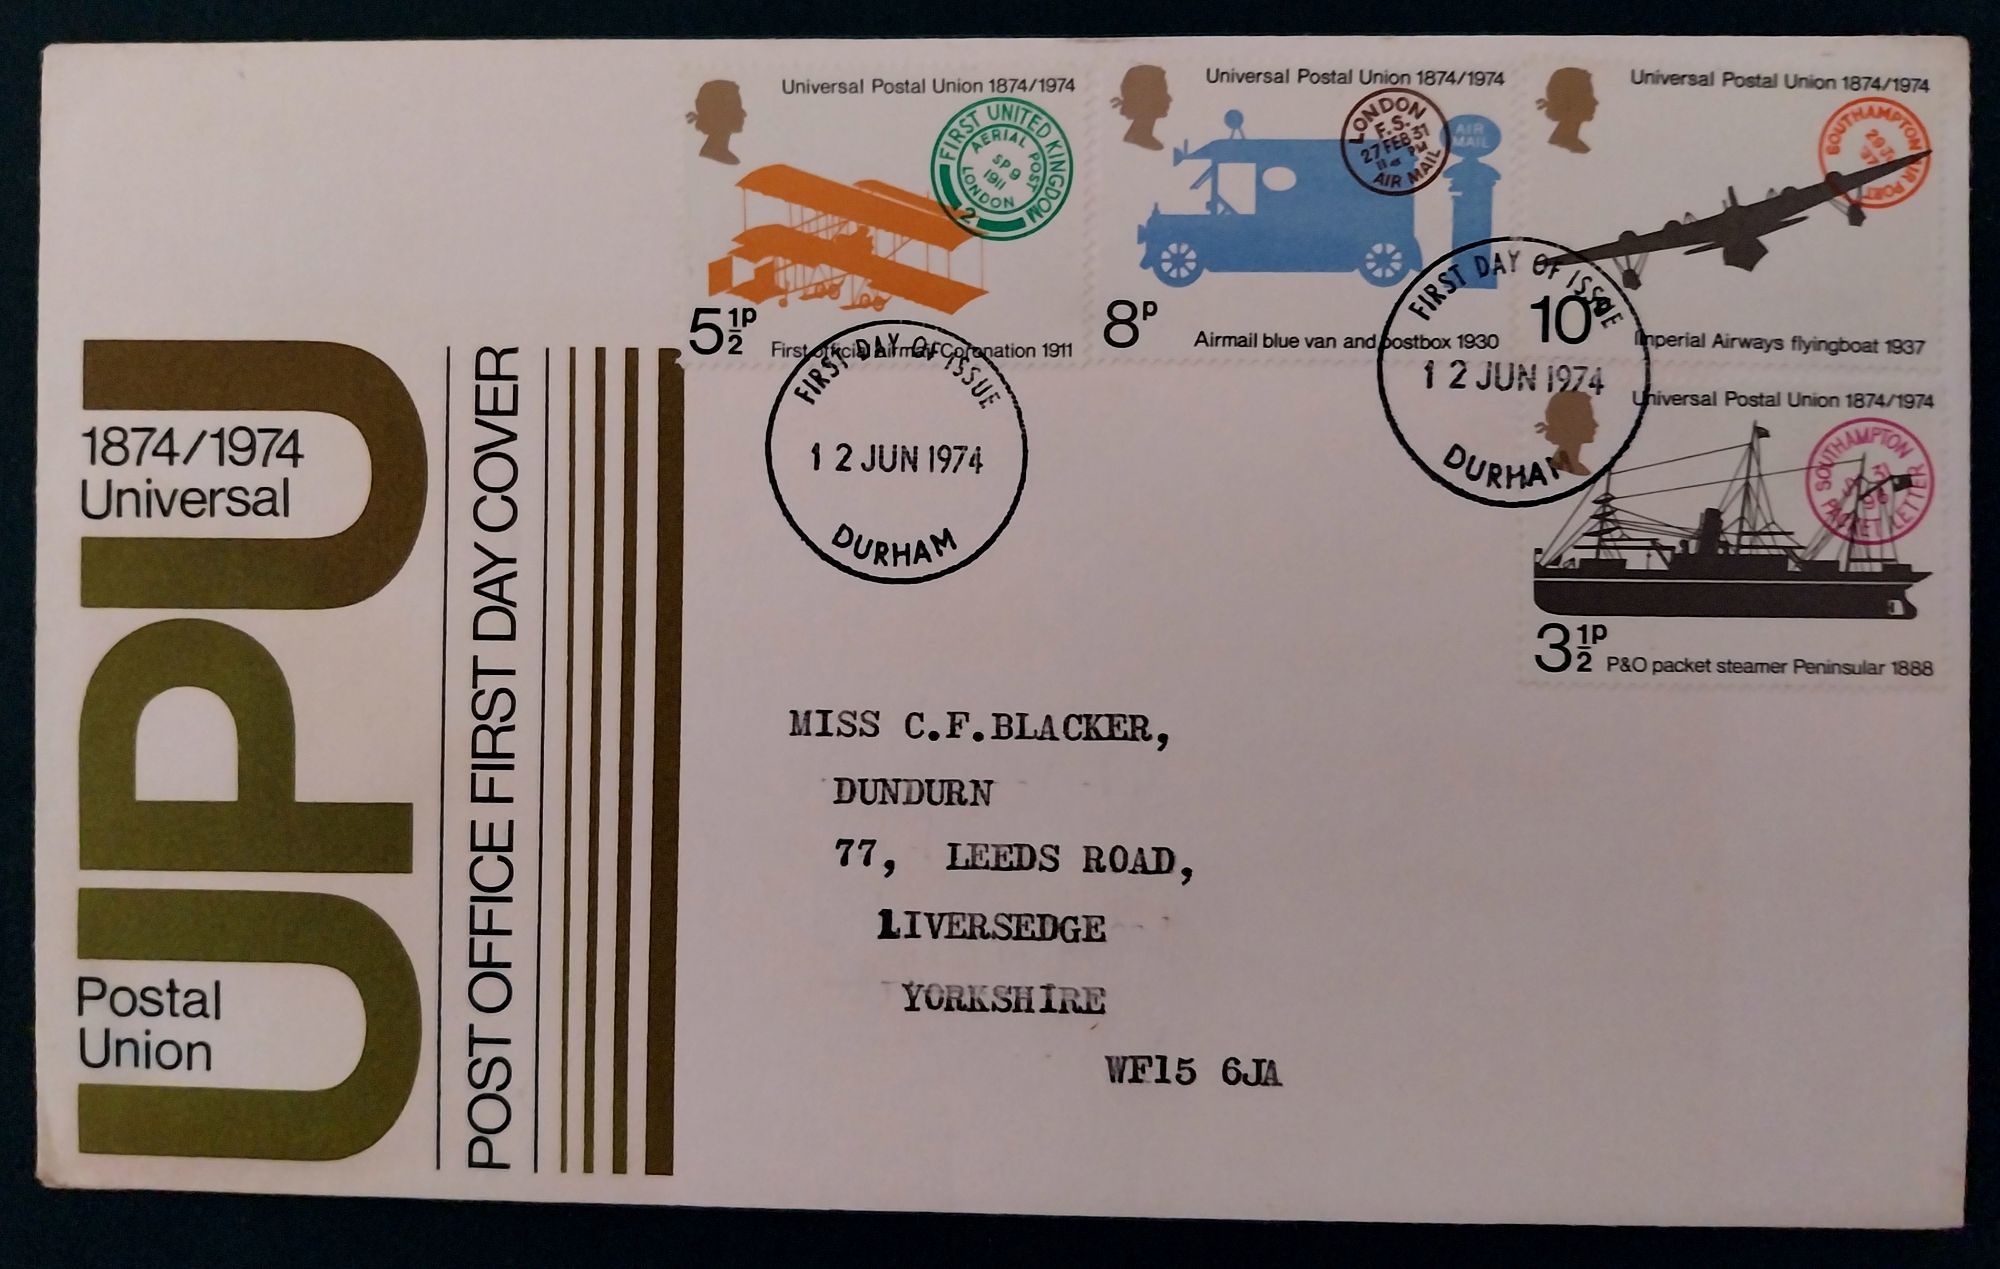 Universal Postal Union 1874/1974
FIRST UNITED KINGDOM
AERIAL POST
SP 9
1911
LONDON
2
5½P
First official airmail Coronation 1911
Universal Postal Union 1874/1974
LONDON
F.S.
27 FEB 31
PM
AIR MAIL
AIR
MAIL
8P
Airmail blue van and postbox 1930
Universal Postal Union 1874/1974
SOUTHAMPTON
AIR PORT
10P
Imperial Airways flyingboat 1937
Universal Postal Union 1874/1974
SOUTHAMPTON
PACKET LETTER
3½P
P&O packet steamer Peninsular 1888
FIRST DAY OF ISSUE
12 JUN 1974
DURHAM
FIRST DAY OF ISSUE
12 JUN 1974
DURHAM
UPU
1874/1974
Universal
Postal
Union
POST OFFICE FIRST DAY COVER
MISS C.F.BLACKER,
DUNDURN
77, LEEDS ROAD,
LIVERSEDGE
YORKSHIRE
WF15 6JA